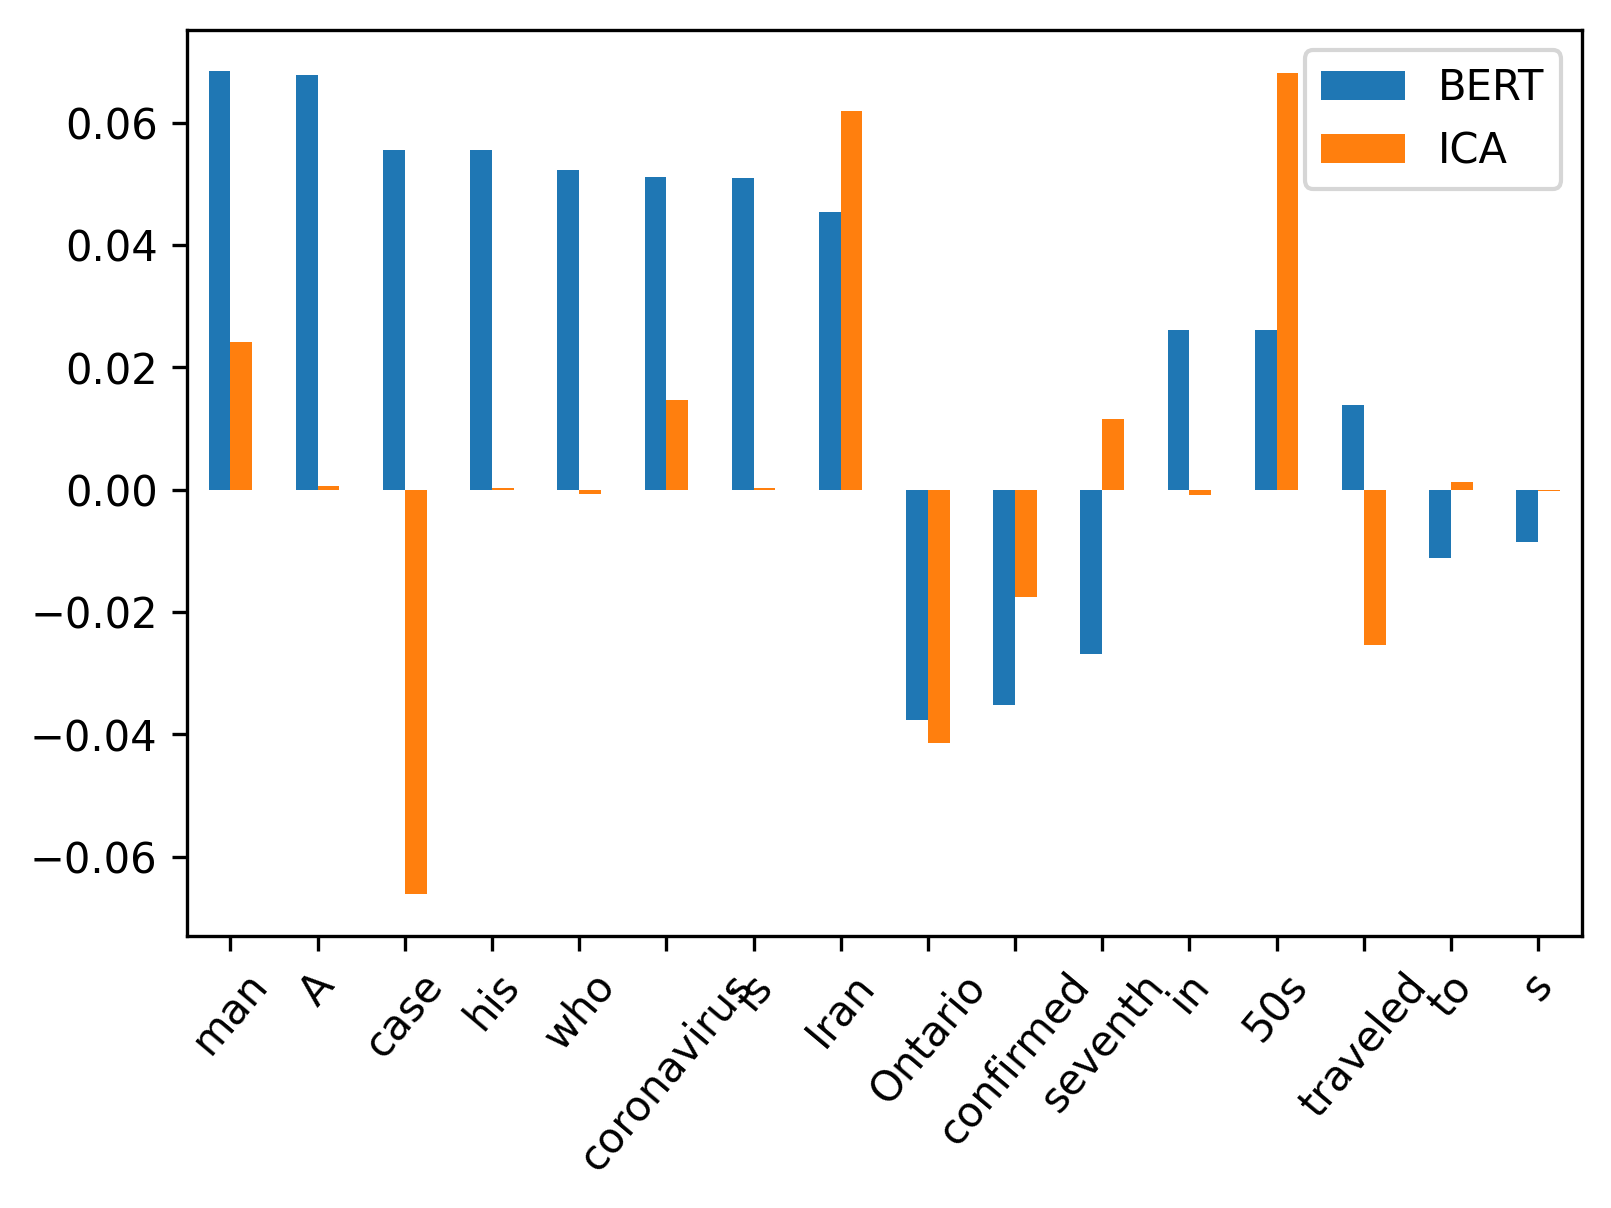 BERT
ICA
0.06
0.04
0.02
0.00
−0.02
−0.04
−0.06
man
A
case
his
who
coronavirus
is
Iran
Ontario
confirmed
seventh
in
50s
traveled
to
s